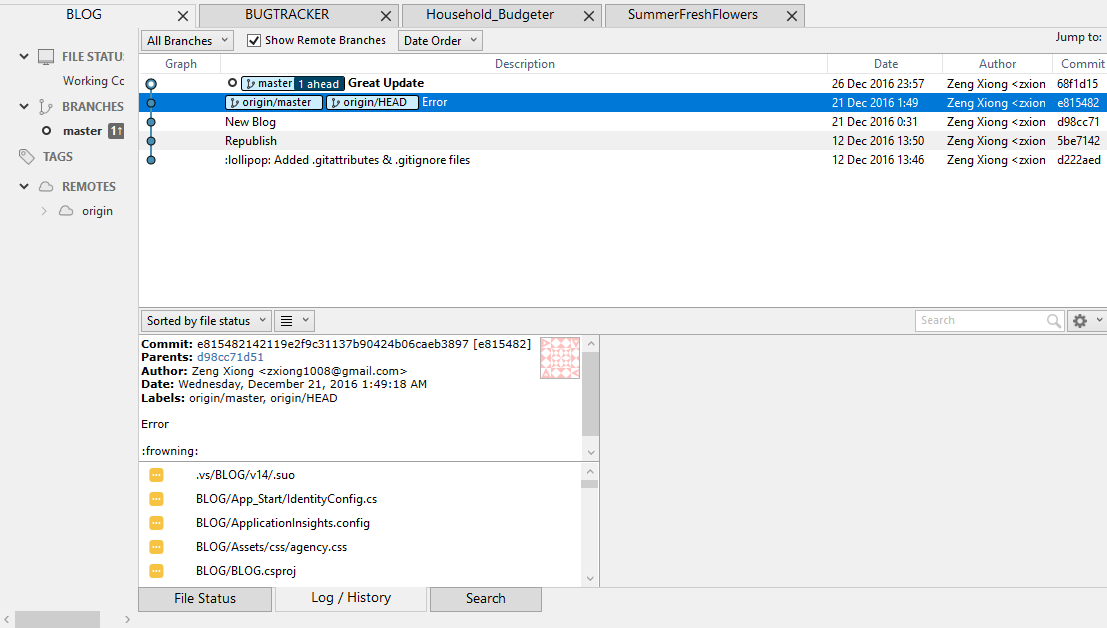 BLOG BUGTRACKER Household_Budgeter SummerFreshFlowers
All Branches Show Remote Branches Date Order Jump to:
FILE STATU
Working Co
BRANCHES
master 1↑
TAGS
REMOTES
origin
Graph Description Date Author Commit
master 1 ahead Great Update 26 Dec 2016 23:57 Zeng Xiong <zxion 68f1d15
origin/master origin/HEAD Error 21 Dec 2016 1:49 Zeng Xiong <zxion e815482
New Blog 21 Dec 2016 0:31 Zeng Xiong <zxion d98cc71
Republish 12 Dec 2016 13:50 Zeng Xiong <zxion 5be7142
:lollipop: Added .gitattributes & .gitignore files 12 Dec 2016 13:46 Zeng Xiong <zxion d222aed
Sorted by file status Search
Commit: e815482142119e2f9c31137b90424b06caeb3897 [e815482]
Parents: d98cc71d51
Author: Zeng Xiong <zxiong1008@gmail.com>
Date: Wednesday, December 21, 2016 1:49:18 AM
Labels: origin/master, origin/HEAD
Error
:frowning:
.vs/BLOG/v14/.suo
BLOG/App_Start/IdentityConfig.cs
BLOG/ApplicationInsights.config
BLOG/Assets/css/agency.css
BLOG/BLOG.csproj
File Status Log / History Search